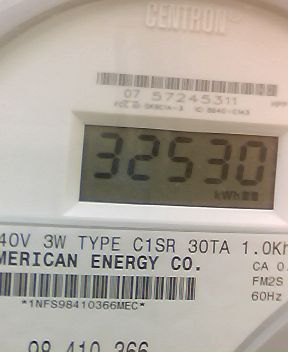 CENTRON
07 57245311
32530
kWh
40V 3W TYPE C1SR 30TA 1.0Kh
MERICAN ENERGY CO.
CA 0.
*1NFS98410366MEC*
FM2S
60Hz
98 410 366